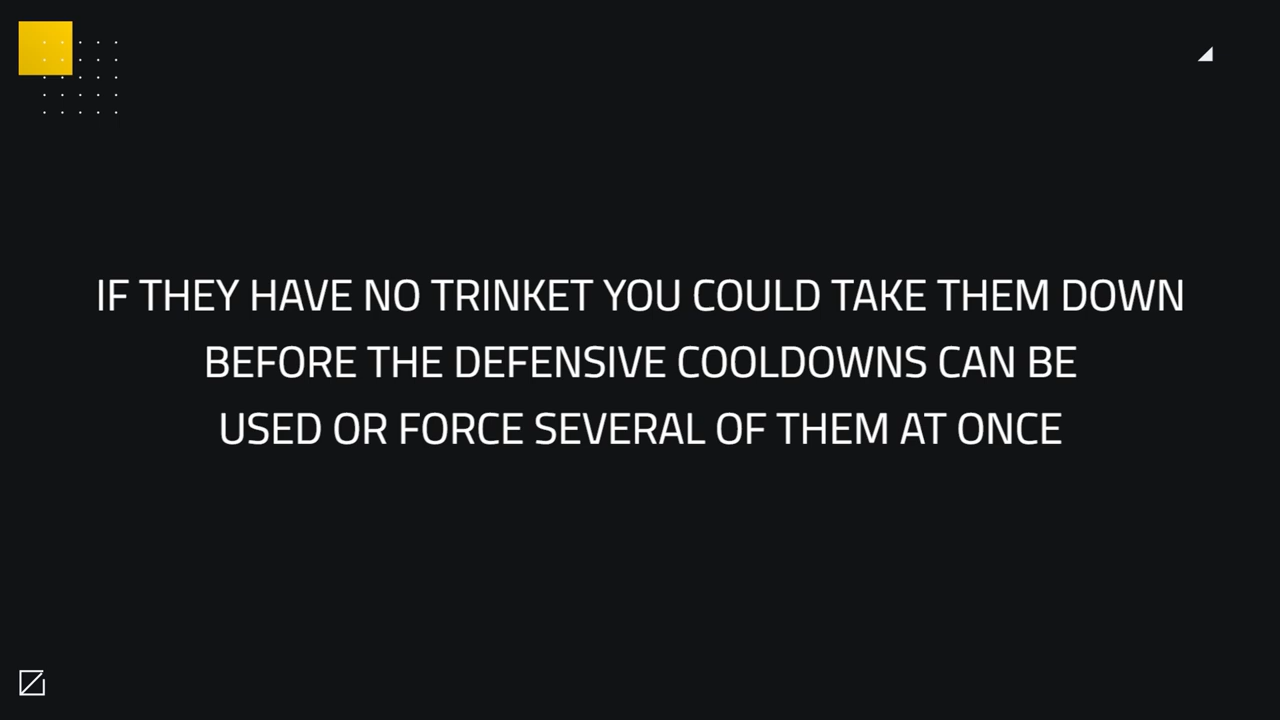 IF THEY HAVE NO TRINKET YOU COULD TAKE THEM DOWN
BEFORE THE DEFENSIVE COOLDOWNS CAN BE
USED OR FORCE SEVERAL OF THEM AT ONCE